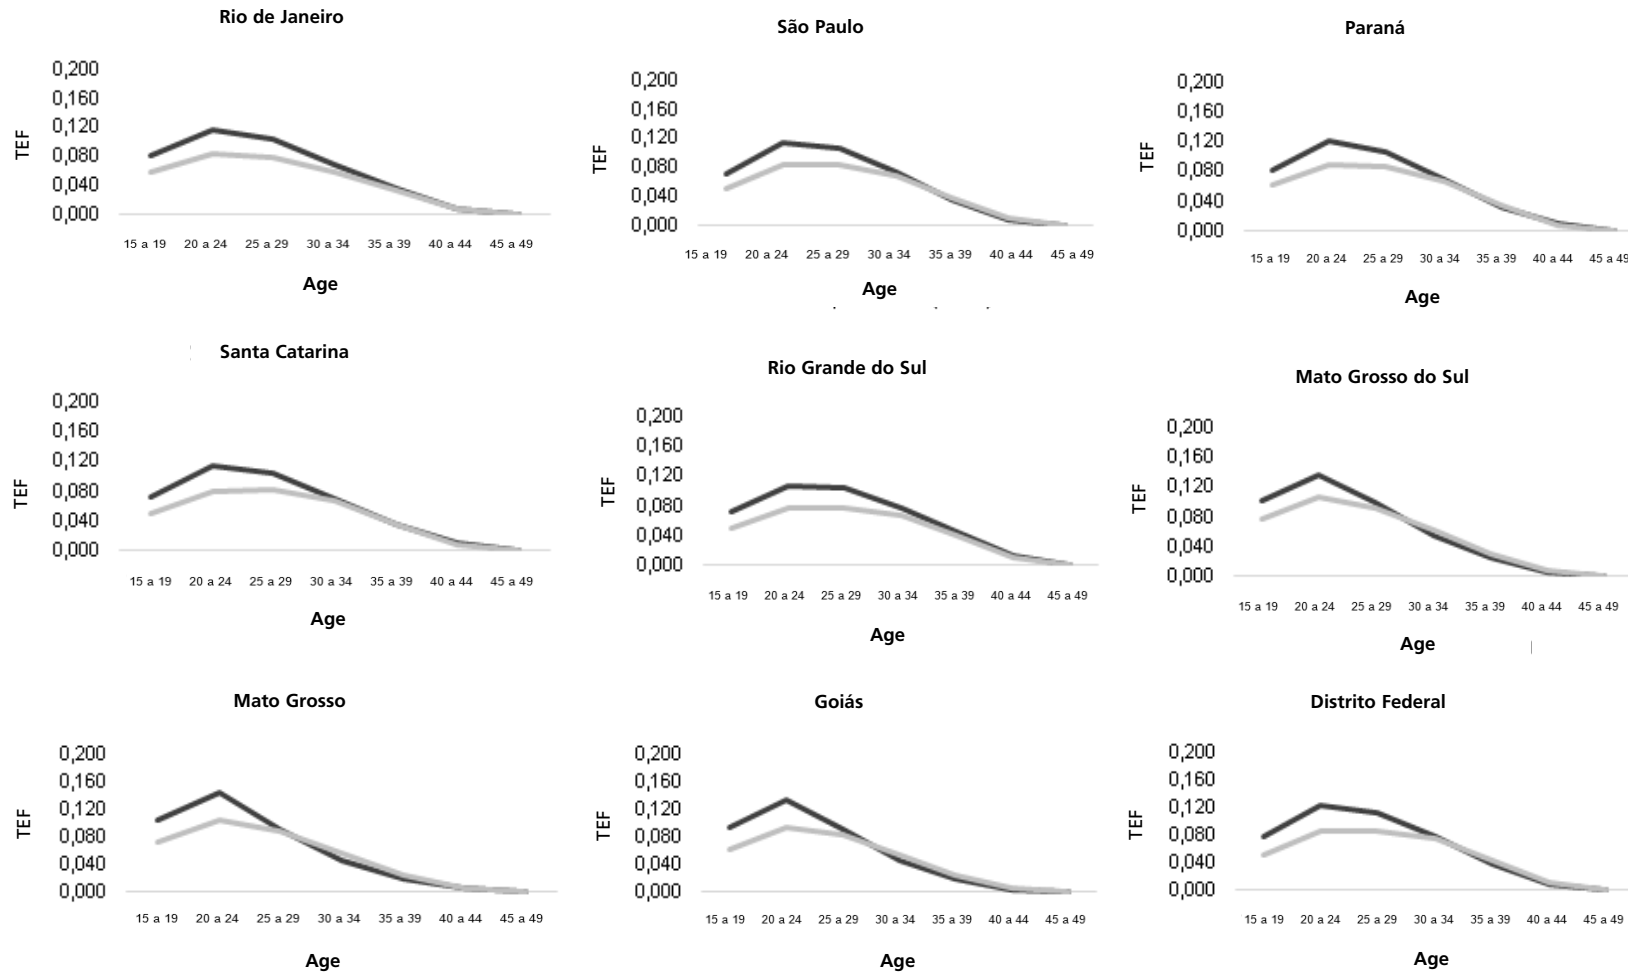 Rio de Janeiro
0,200
0,160
0,120
0,080
0,040
0,000
TEF
15 a 19 20 a 24 25 a 29 30 a 34 35 a 39 40 a 44 45 a 49
Age
São Paulo
0,200
0,160
0,120
0,080
0,040
0,000
TEF
15 a 19 20 a 24 25 a 29 30 a 34 35 a 39 40 a 44 45 a 49
Age
Paraná
0,200
0,160
0,120
0,080
0,040
0,000
TEF
15 a 19 20 a 24 25 a 29 30 a 34 35 a 39 40 a 44 45 a 49
Age
Santa Catarina
0,200
0,160
0,120
0,080
0,040
0,000
TEF
15 a 19 20 a 24 25 a 29 30 a 34 35 a 39 40 a 44 45 a 49
Age
Rio Grande do Sul
0,200
0,160
0,120
0,080
0,040
0,000
TEF
15 a 19 20 a 24 25 a 29 30 a 34 35 a 39 40 a 44 45 a 49
Age
Mato Grosso do Sul
0,200
0,160
0,120
0,080
0,040
0,000
TEF
15 a 19 20 a 24 25 a 29 30 a 34 35 a 39 40 a 44 45 a 49
Age
Mato Grosso
0,200
0,160
0,120
0,080
0,040
0,000
TEF
15 a 19 20 a 24 25 a 29 30 a 34 35 a 39 40 a 44 45 a 49
Age
Goiás
0,200
0,160
0,120
0,080
0,040
0,000
TEF
15 a 19 20 a 24 25 a 29 30 a 34 35 a 39 40 a 44 45 a 49
Age
Distrito Federal
0,200
0,160
0,120
0,080
0,040
0,000
TEF
15 a 19 20 a 24 25 a 29 30 a 34 35 a 39 40 a 44 45 a 49
Age